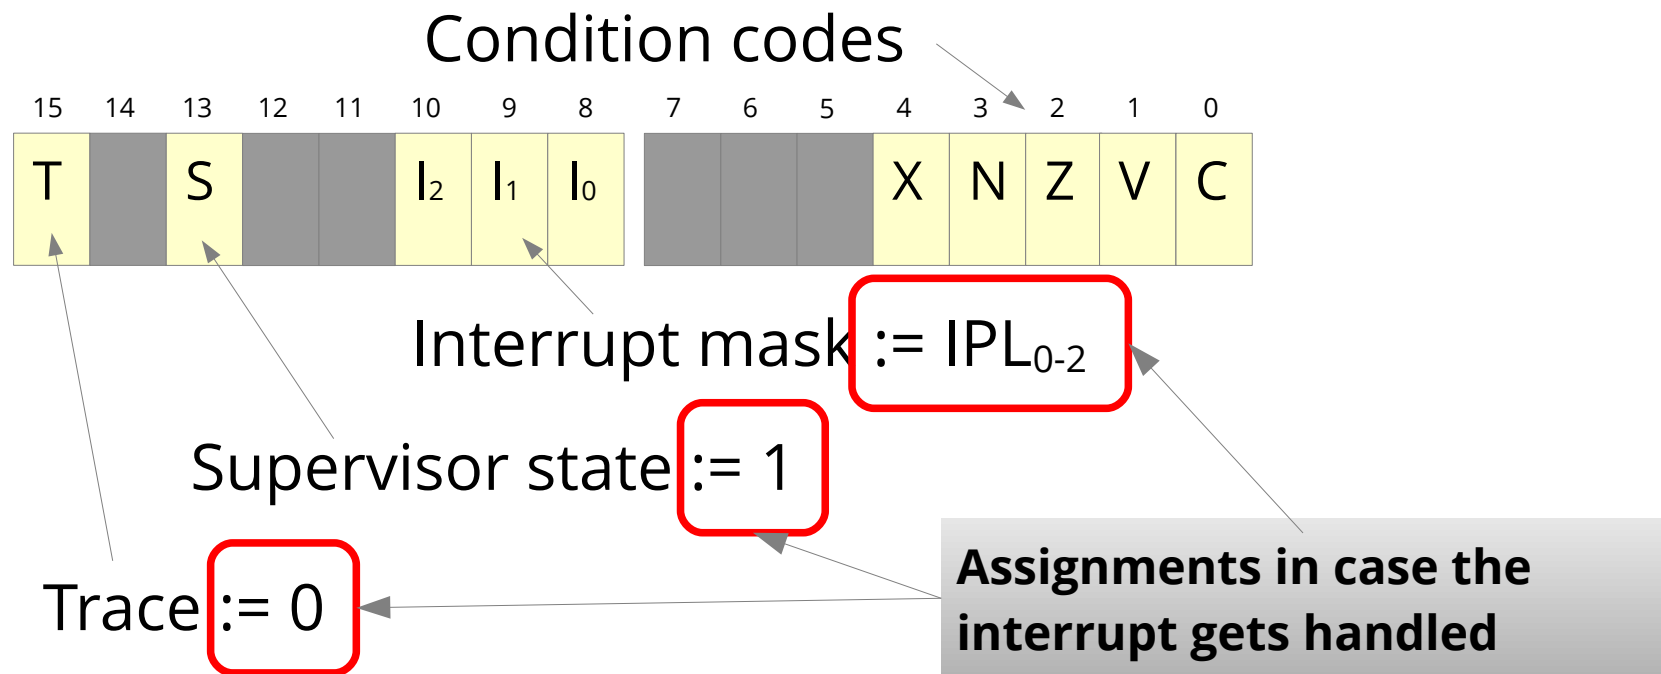 Condition codes
15 14 13 12 11 10 9 8 7 6 5 4 3 2 1 0
T S I2 I1 I0 X N Z V C
Interrupt mask := IPL0-2
Supervisor state := 1
Trace := 0
Assignments in case the
interrupt gets handled